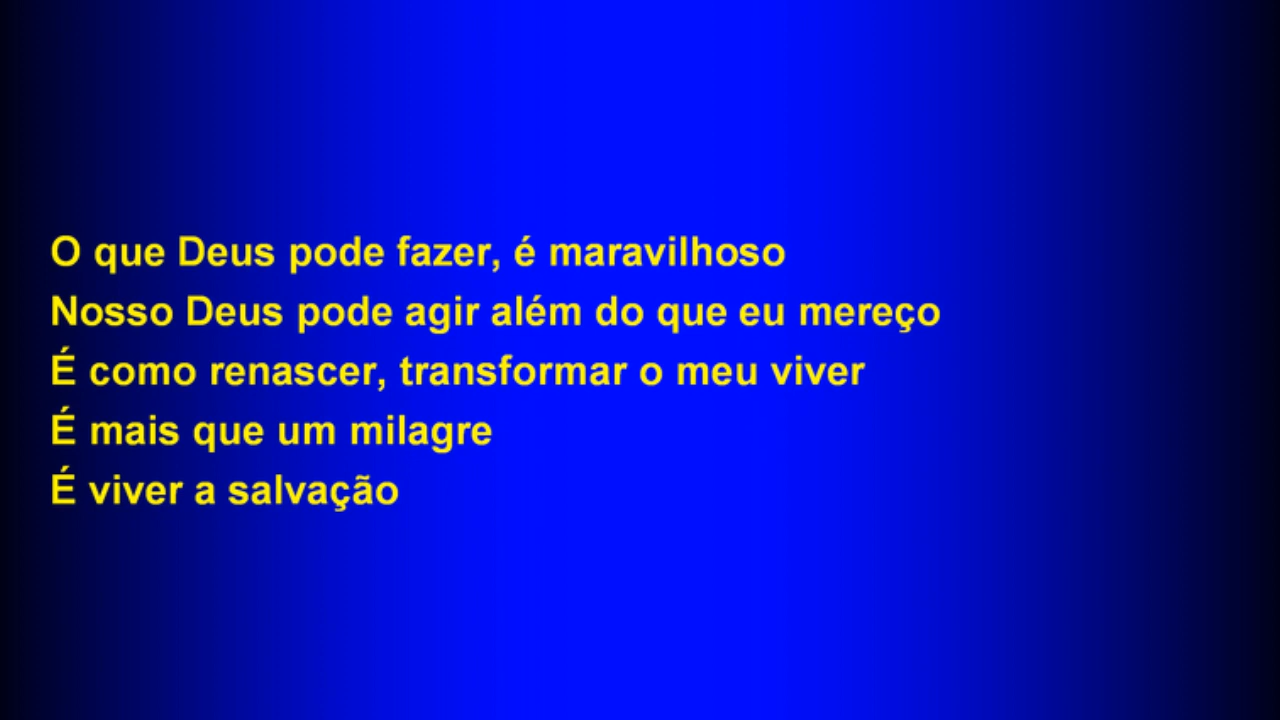 O que Deus pode fazer, é maravilhoso
Nosso Deus pode agir além do que eu mereço
É como renascer, transformar o meu viver
É mais que um milagre
É viver a salvação